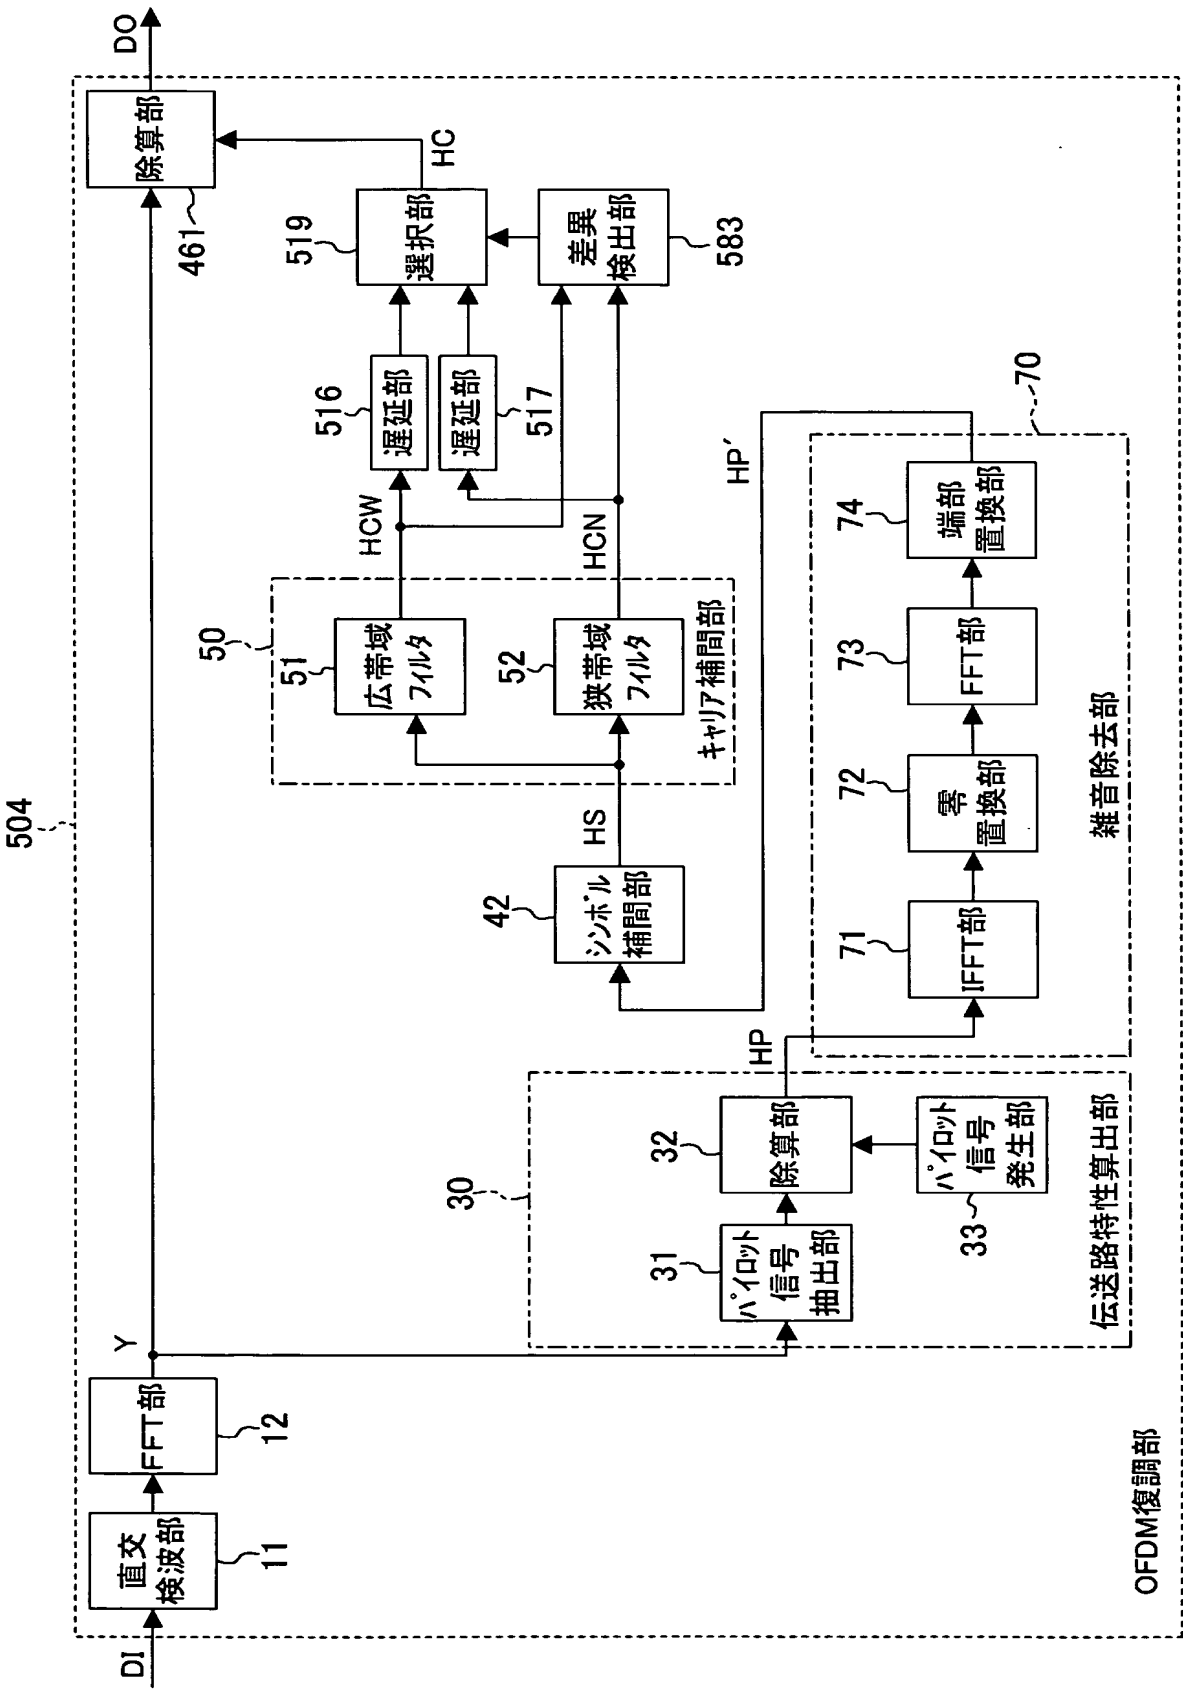 504
DI
直交
検波部
11
FFT部
12
Y
除算部
461
DO
伝送路特性算出部
30
パイロット
信号
抽出部
31
除算部
32
パイロット
信号
発生部
33
HP
雑音除去部
70
IFFT部
71
零
置換部
72
FFT部
73
端部
置換部
74
HP′
シンボル
補間部
42
HS
キャリア補間部
50
広帯域
フィルタ
51
狭帯域
フィルタ
52
HCW
HCN
遅延部
516
遅延部
517
選択部
519
差異
検出部
583
HC
OFDM復調部